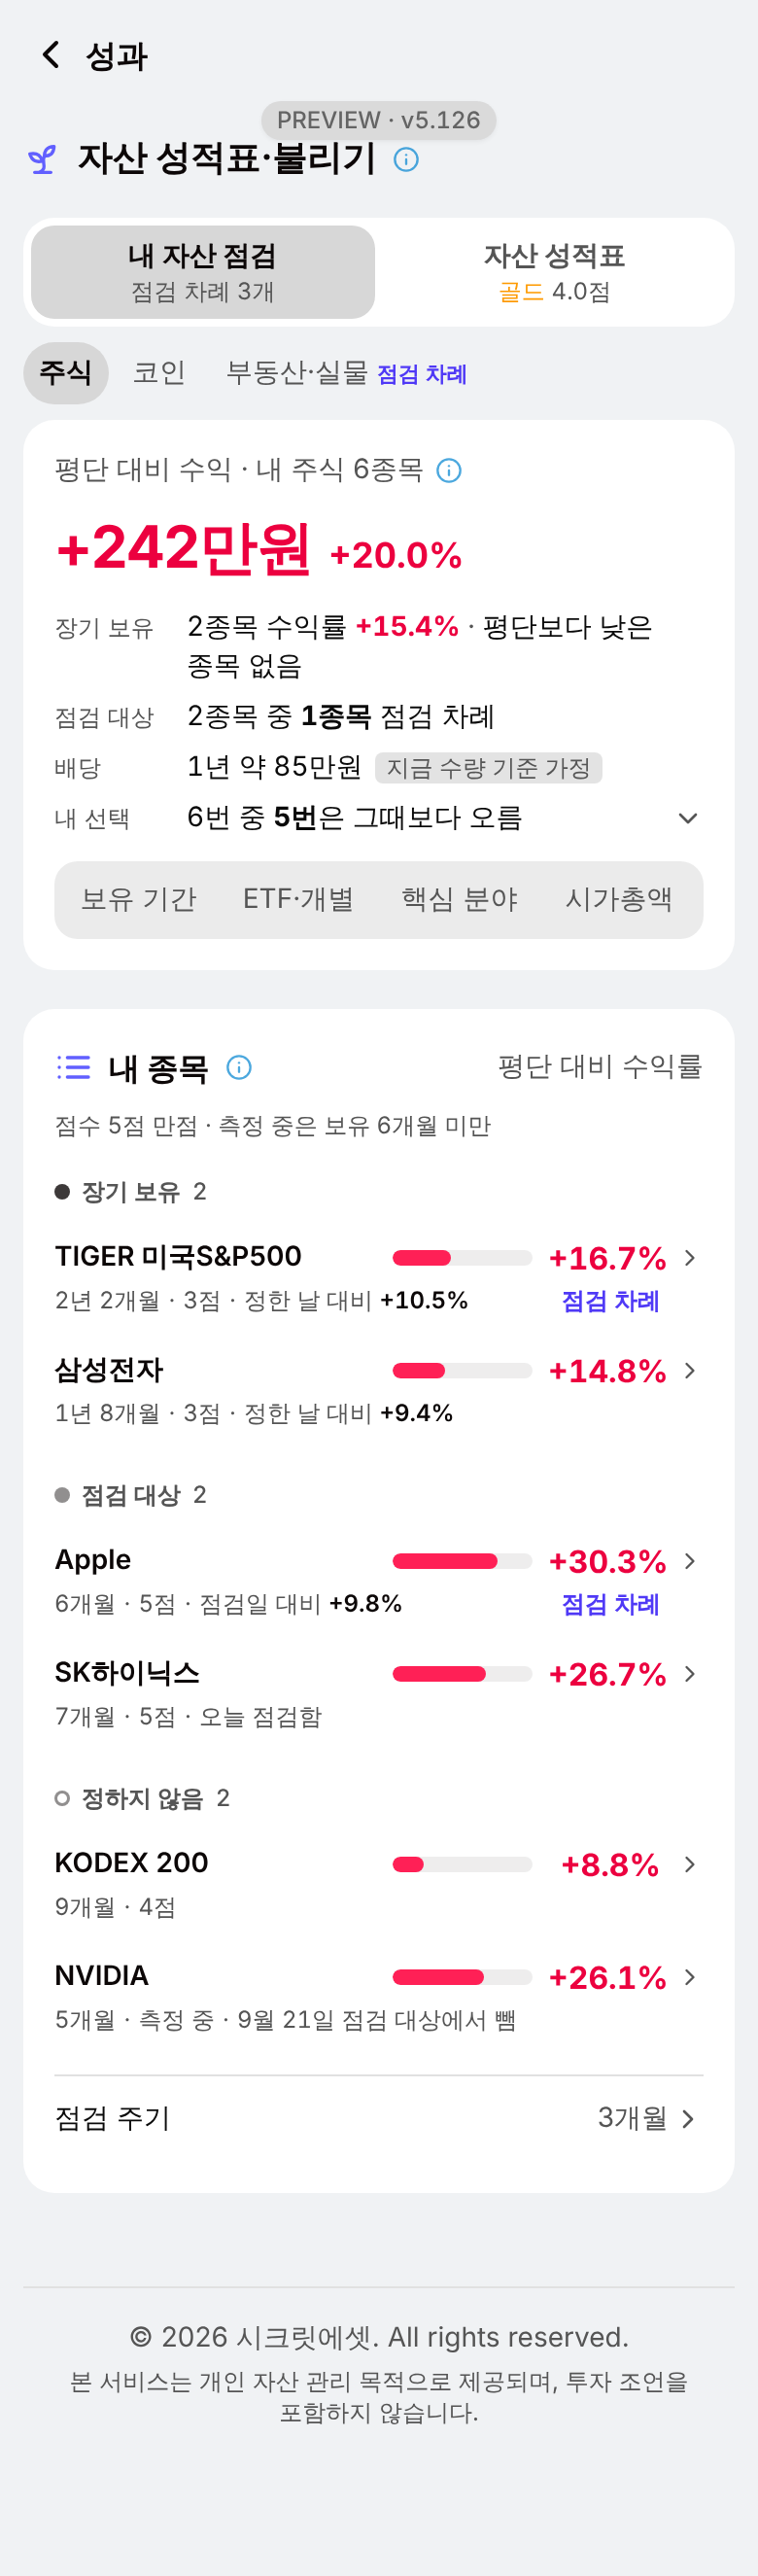 성과
PREVIEW · v5.126
자산 성적표·불리기
내 자산 점검
점검 차례 3개
자산 성적표
골드 4.0점
주식 코인 부동산·실물 점검 차례
평단 대비 수익 · 내 주식 6종목
+242만원 +20.0%
장기 보유 2종목 수익률 +15.4% · 평단보다 낮은
종목 없음
점검 대상 2종목 중 1종목 점검 차례
배당 1년 약 85만원 지금 수량 기준 가정
내 선택 6번 중 5번은 그때보다 오름
보유 기간 ETF·개별 핵심 분야 시가총액
내 종목 평단 대비 수익률
점수 5점 만점 · 측정 중은 보유 6개월 미만
장기 보유 2
TIGER 미국S&P500 +16.7%
2년 2개월 · 3점 · 정한 날 대비 +10.5% 점검 차례
삼성전자 +14.8%
1년 8개월 · 3점 · 정한 날 대비 +9.4%
점검 대상 2
Apple +30.3%
6개월 · 5점 · 점검일 대비 +9.8% 점검 차례
SK하이닉스 +26.7%
7개월 · 5점 · 오늘 점검함
정하지 않음 2
KODEX 200 +8.8%
9개월 · 4점
NVIDIA +26.1%
5개월 · 측정 중 · 9월 21일 점검 대상에서 뺌
점검 주기 3개월
© 2026 시크릿에셋. All rights reserved.
본 서비스는 개인 자산 관리 목적으로 제공되며, 투자 조언을
포함하지 않습니다.